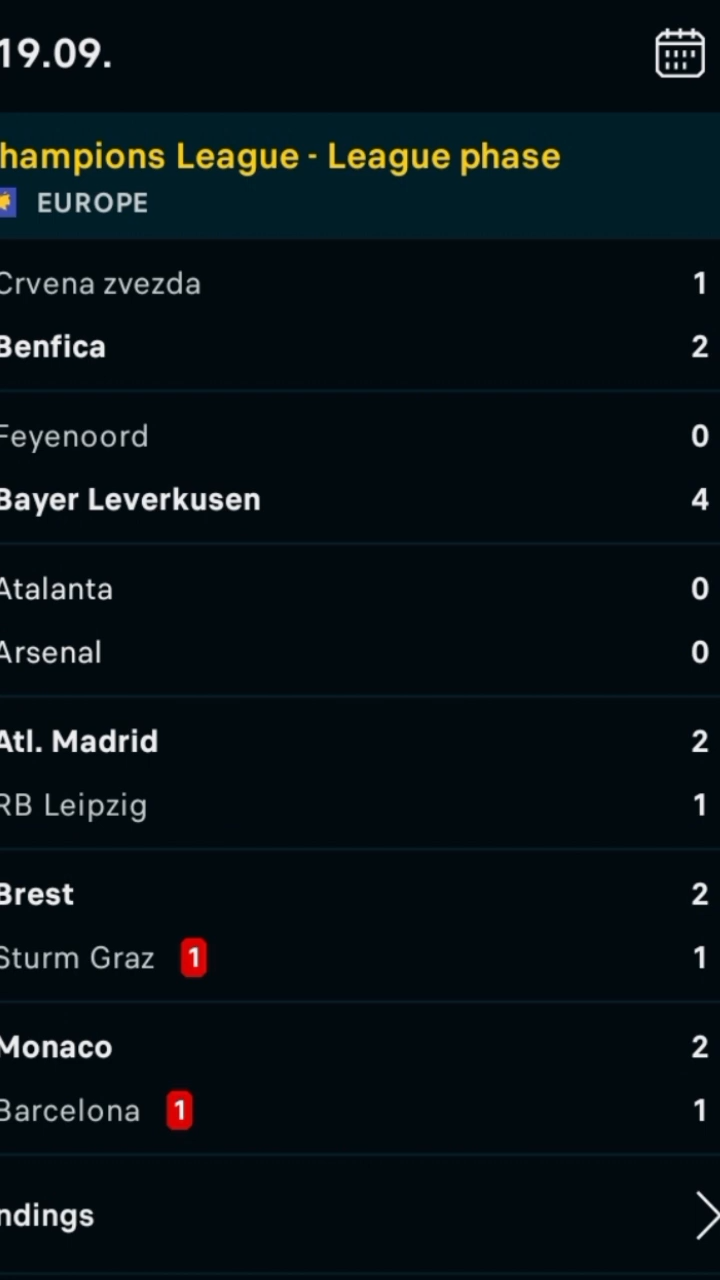 19.09.
hampions League - League phase
EUROPE
Crvena zvezda 1
Benfica 2
Feyenoord 0
Bayer Leverkusen 4
Atalanta 0
Arsenal 0
Atl. Madrid 2
RB Leipzig 1
Brest 2
Sturm Graz 1 1
Monaco 2
Barcelona 1 1
ndings